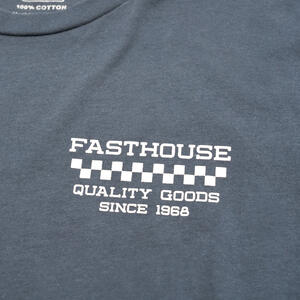 100% COTTON
FASTHOUSE
QUALITY GOODS
SINCE 1968